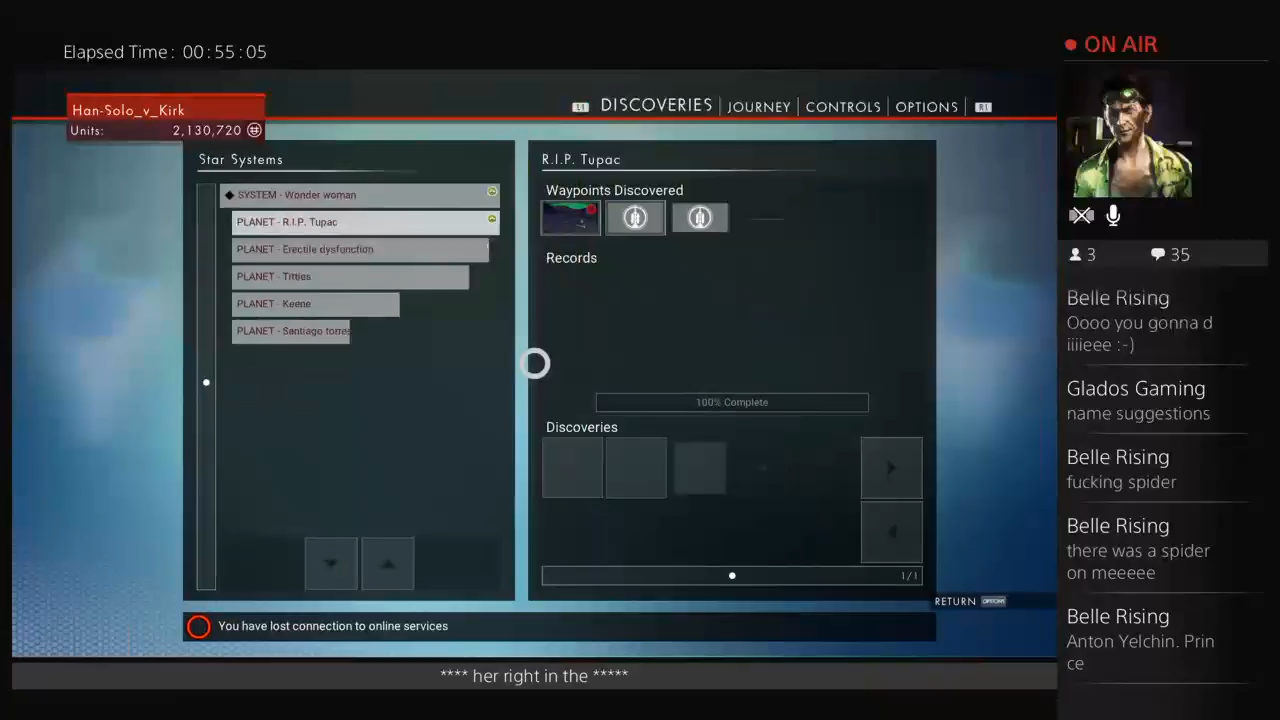 Elapsed Time: 00:55:05
ON AIR
Han-Solo_v_Kirk
Units: 2,130,720
L1 DISCOVERIES JOURNEY CONTROLS OPTIONS R1
Star Systems
SYSTEM - Wonder woman
PLANET - R.I.P. Tupac
PLANET - Erectile dysfunction
PLANET - Titties
PLANET - Keene
PLANET - Santiago torres
R.I.P. Tupac
Waypoints Discovered
Records
100% Complete
Discoveries
1/1
RETURN OPTIONS
You have lost connection to online services
**** her right in the *****
3 35
Belle Rising
Oooo you gonna d
iiiieee :-)
Glados Gaming
name suggestions
Belle Rising
fucking spider
Belle Rising
there was a spider
on meeeee
Belle Rising
Anton Yelchin. Prin
ce